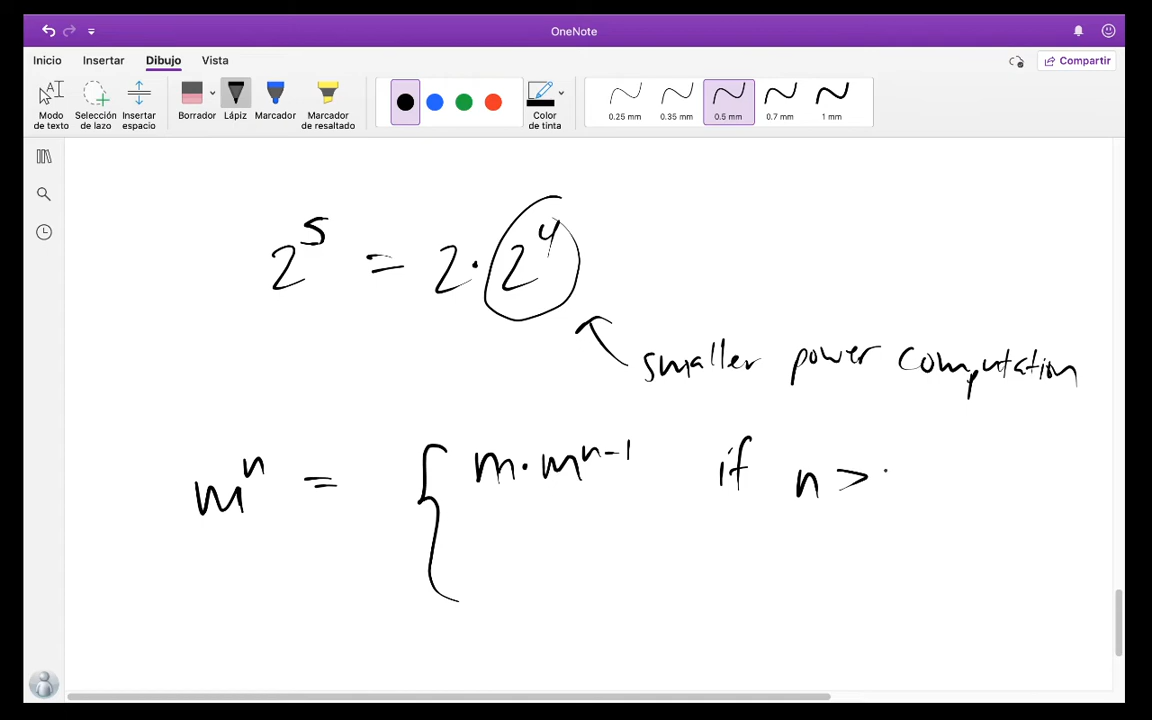 OneNote
Inicio Insertar Dibujo Vista Compartir
Modo de texto Selección de lazo Insertar espacio Borrador Lápiz Marcador Marcador de resaltado Color de tinta 0.25 mm 0.35 mm 0.5 mm 0.7 mm 1 mm
2^5 = 2 · 2^4
smaller power computation
m^n = { m · m^{n-1} if n >